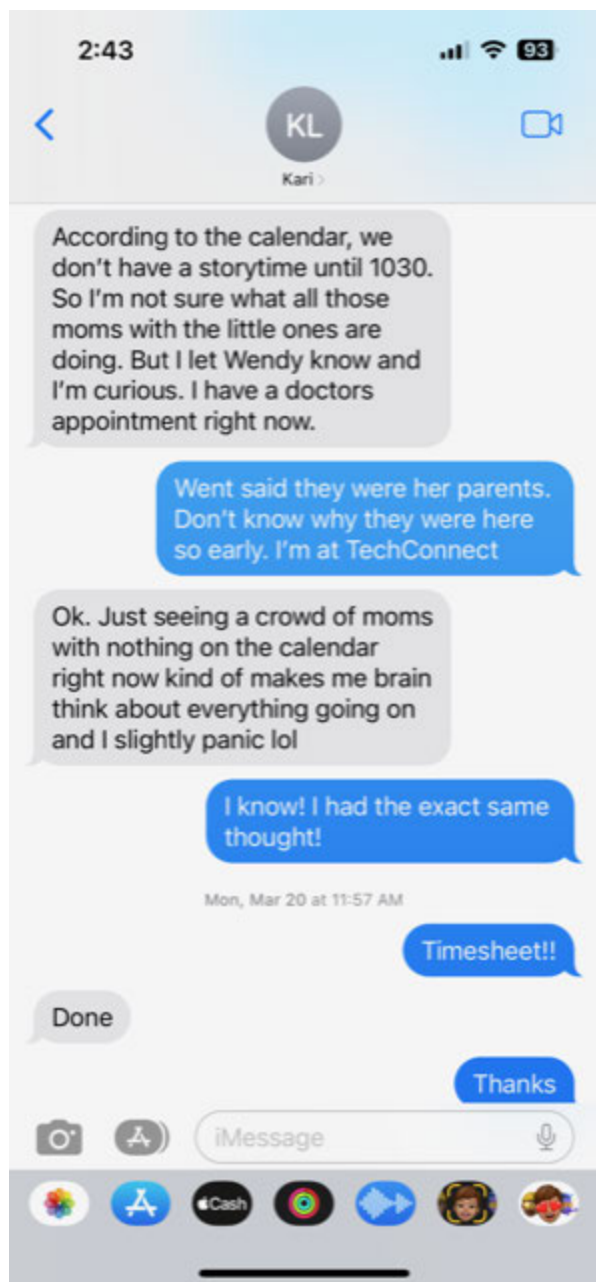 2:43
93
KL
Kari
According to the calendar, we
don't have a storytime until 1030.
So I'm not sure what all those
moms with the little ones are
doing. But I let Wendy know and
I'm curious. I have a doctors
appointment right now.
Went said they were her parents.
Don't know why they were here
so early. I'm at TechConnect
Ok. Just seeing a crowd of moms
with nothing on the calendar
right now kind of makes me brain
think about everything going on
and I slightly panic lol
I know! I had the exact same
thought!
Mon, Mar 20 at 11:57 AM
Timesheet!!
Done
Thanks
iMessage
Cash